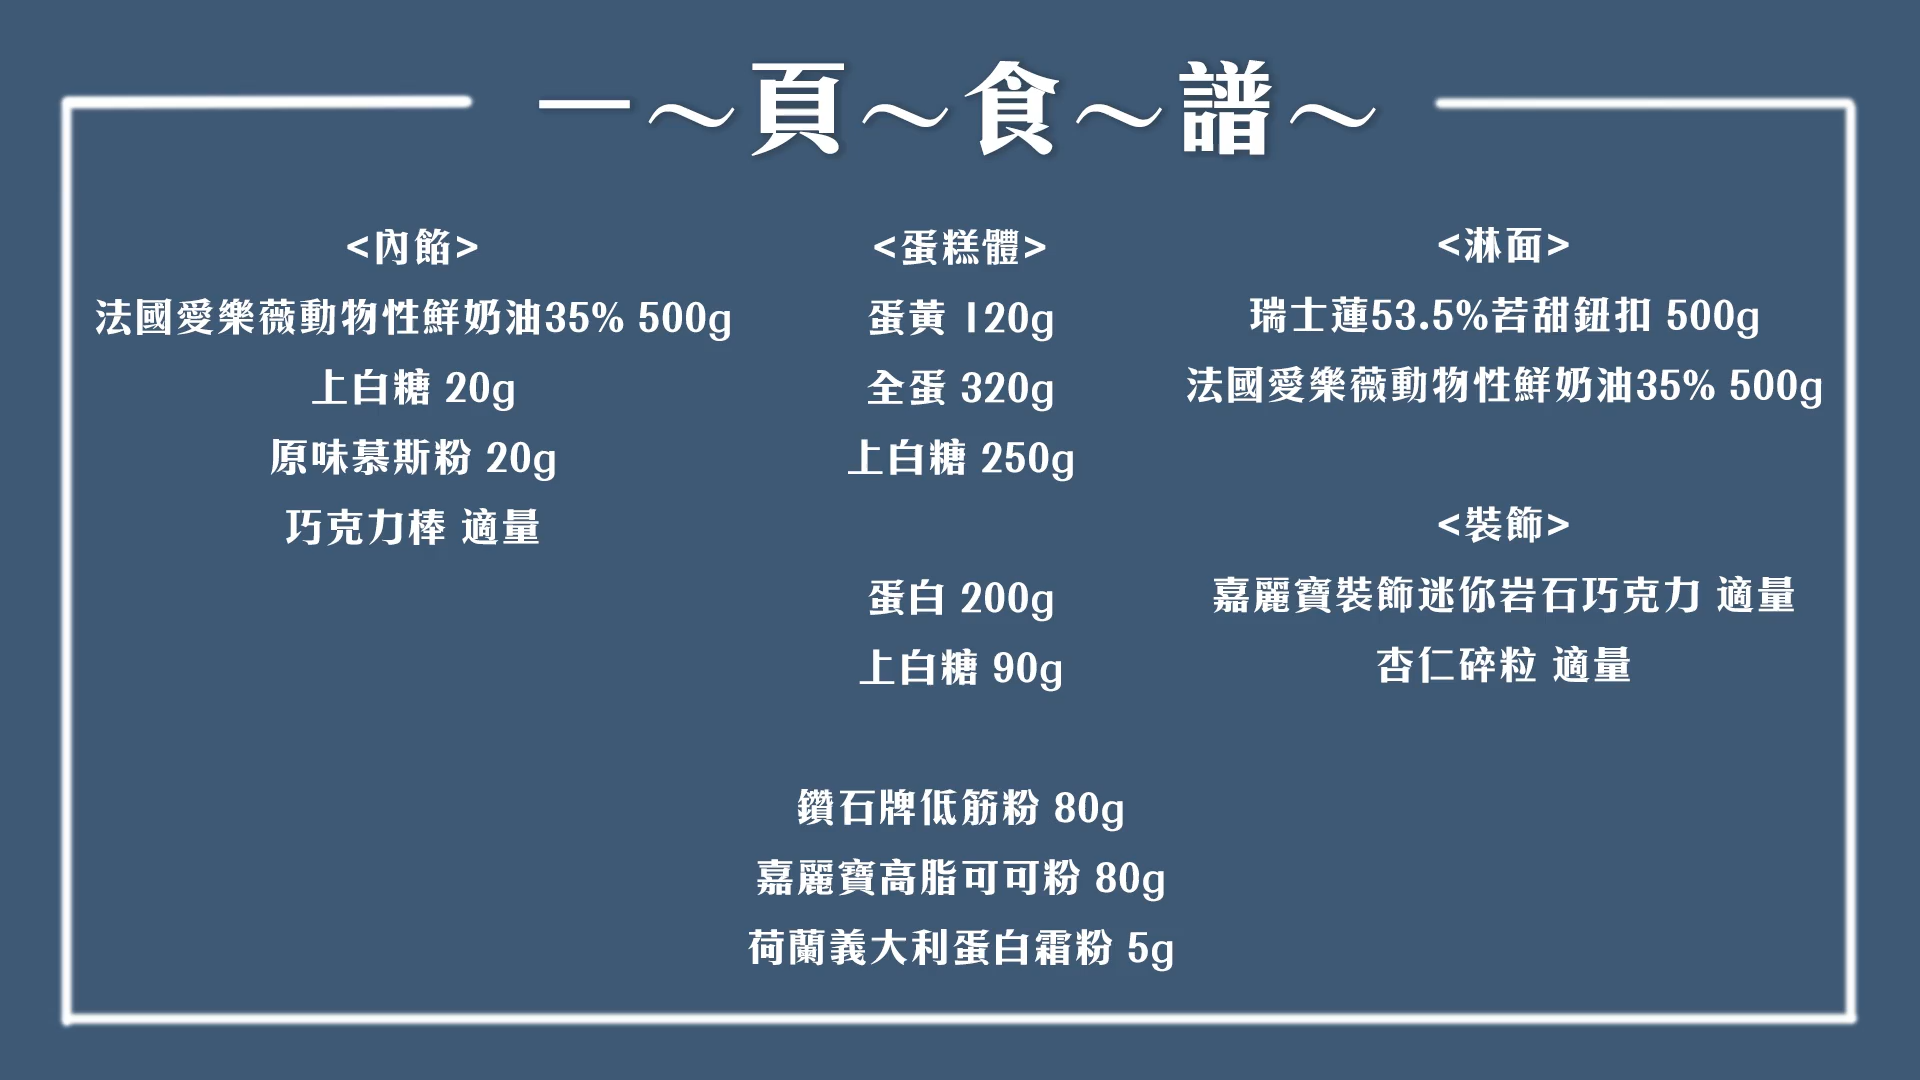 一～頁～食～譜～
<內餡>
法國愛樂薇動物性鮮奶油35% 500g
上白糖 20g
原味慕斯粉 20g
巧克力棒 適量
<蛋糕體>
蛋黃 120g
全蛋 320g
上白糖 250g
蛋白 200g
上白糖 90g
鑽石牌低筋粉 80g
嘉麗寶高脂可可粉 80g
荷蘭義大利蛋白霜粉 5g
<淋面>
瑞士蓮53.5%苦甜鈕扣 500g
法國愛樂薇動物性鮮奶油35% 500g
<裝飾>
嘉麗寶裝飾迷你岩石巧克力 適量
杏仁碎粒 適量